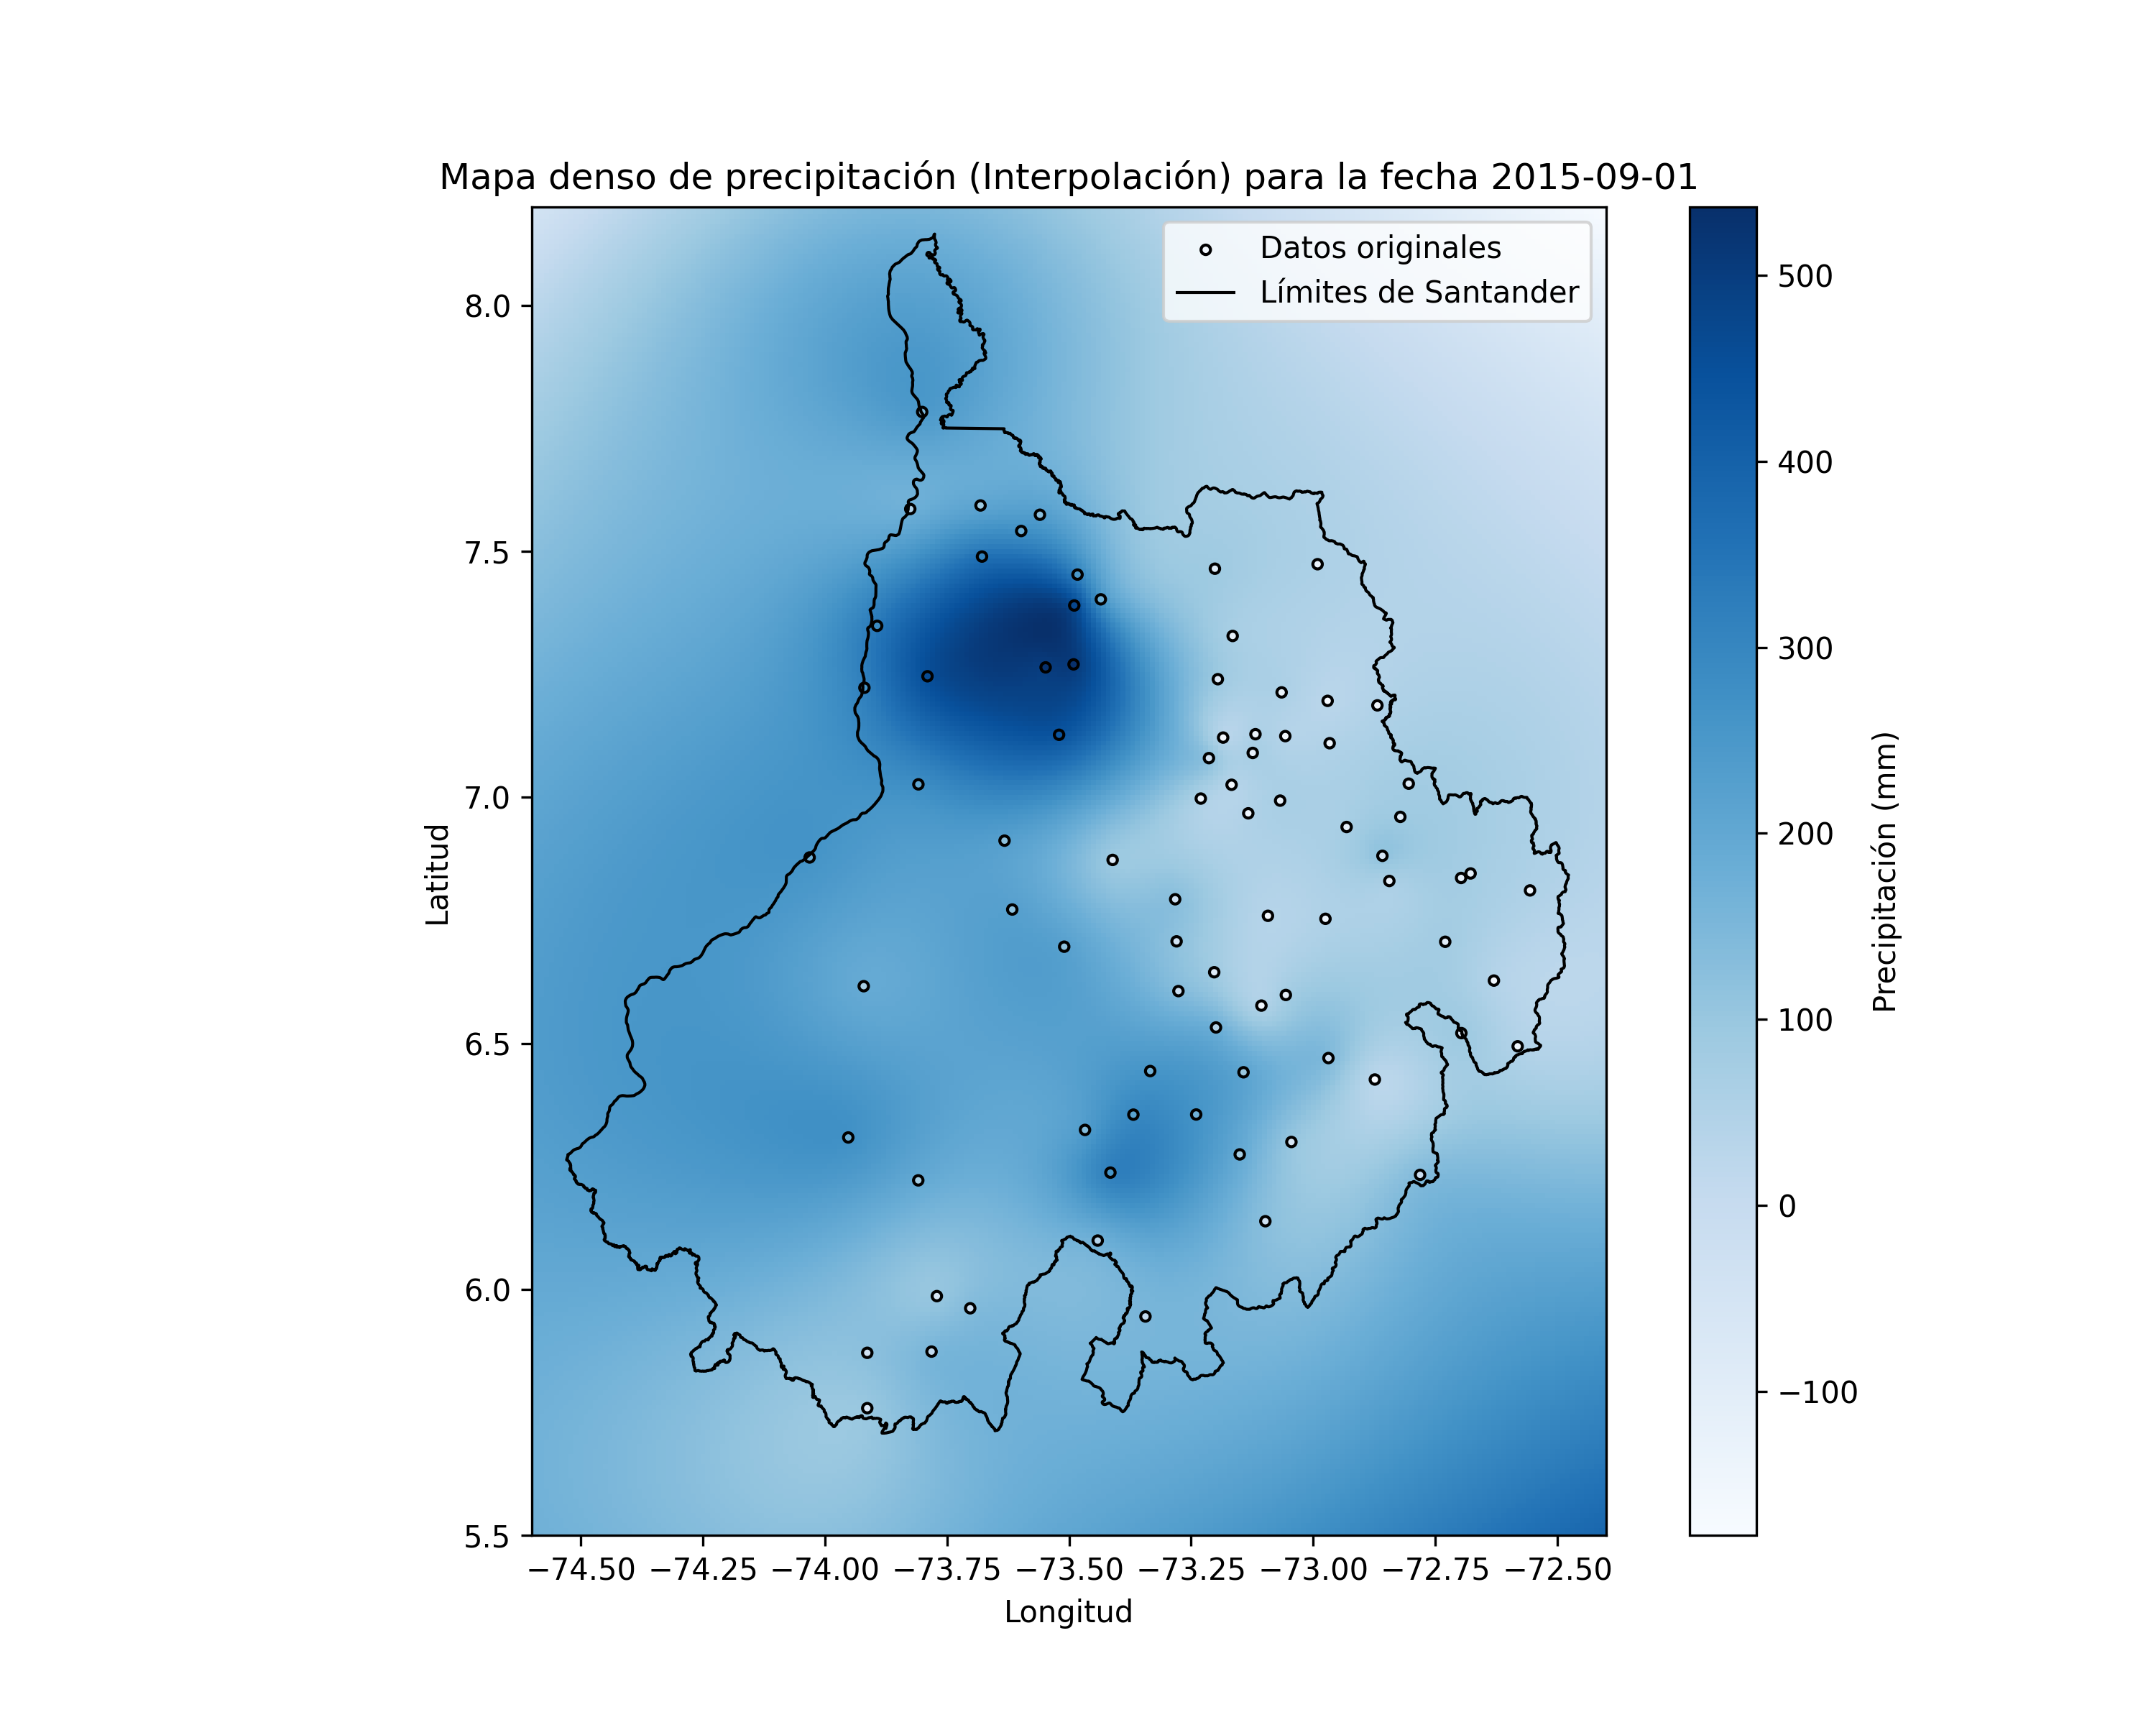 Mapa denso de precipitación (Interpolación) para la fecha 2015-09-01
Datos originales
Límites de Santander
8.0
7.5
7.0
6.5
6.0
5.5
Latitud
−74.50 −74.25 −74.00 −73.75 −73.50 −73.25 −73.00 −72.75 −72.50
Longitud
500
400
300
200
100
0
−100
Precipitación (mm)